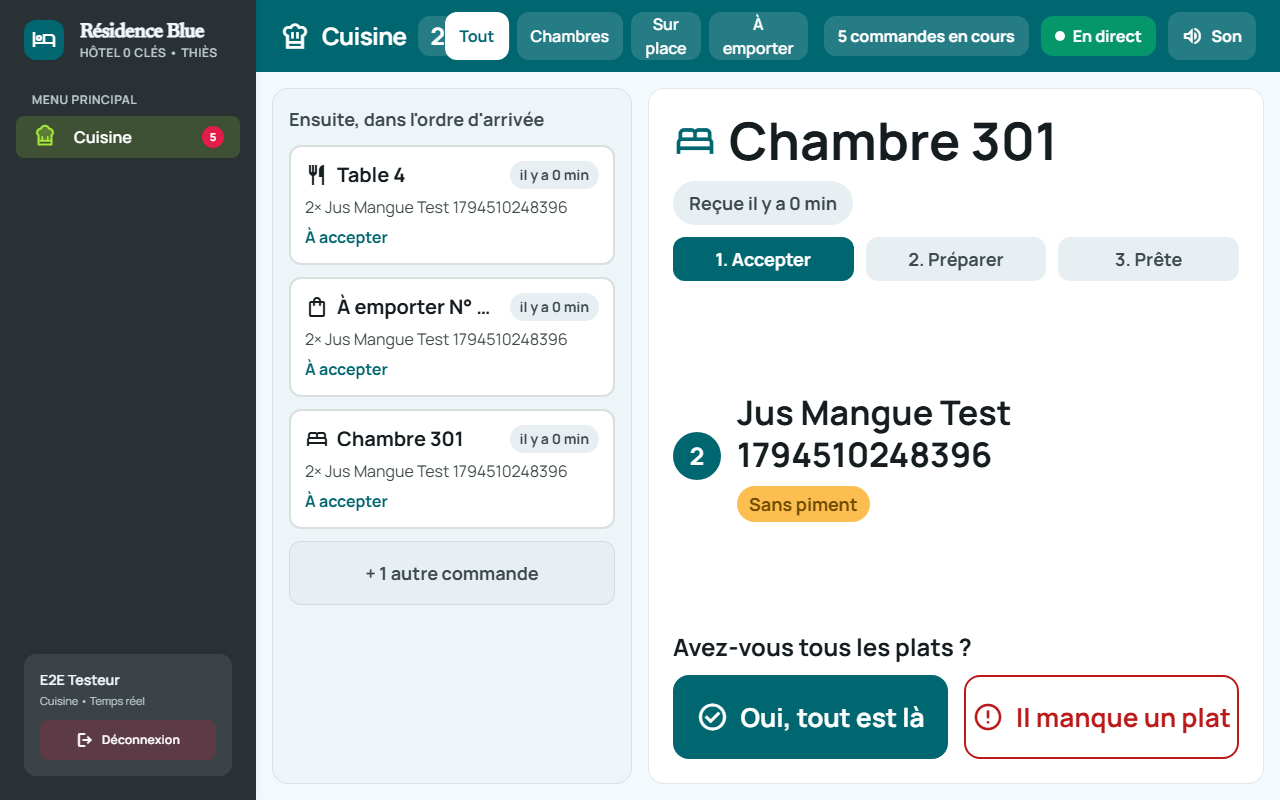 Résidence Blue
HÔTEL 0 CLÉS • THIÈS
MENU PRINCIPAL
Cuisine
5
E2E Testeur
Cuisine • Temps réel
Déconnexion
Cuisine
2
Tout
Chambres
Sur
place
À
emporter
5 commandes en cours
En direct
Son
Ensuite, dans l'ordre d'arrivée
Table 4
il y a 0 min
2× Jus Mangue Test 1794510248396
À accepter
À emporter N° ...
il y a 0 min
2× Jus Mangue Test 1794510248396
À accepter
Chambre 301
il y a 0 min
2× Jus Mangue Test 1794510248396
À accepter
+ 1 autre commande
Chambre 301
Reçue il y a 0 min
1. Accepter
2. Préparer
3. Prête
2
Jus Mangue Test
1794510248396
Sans piment
Avez-vous tous les plats ?
Oui, tout est là
Il manque un plat